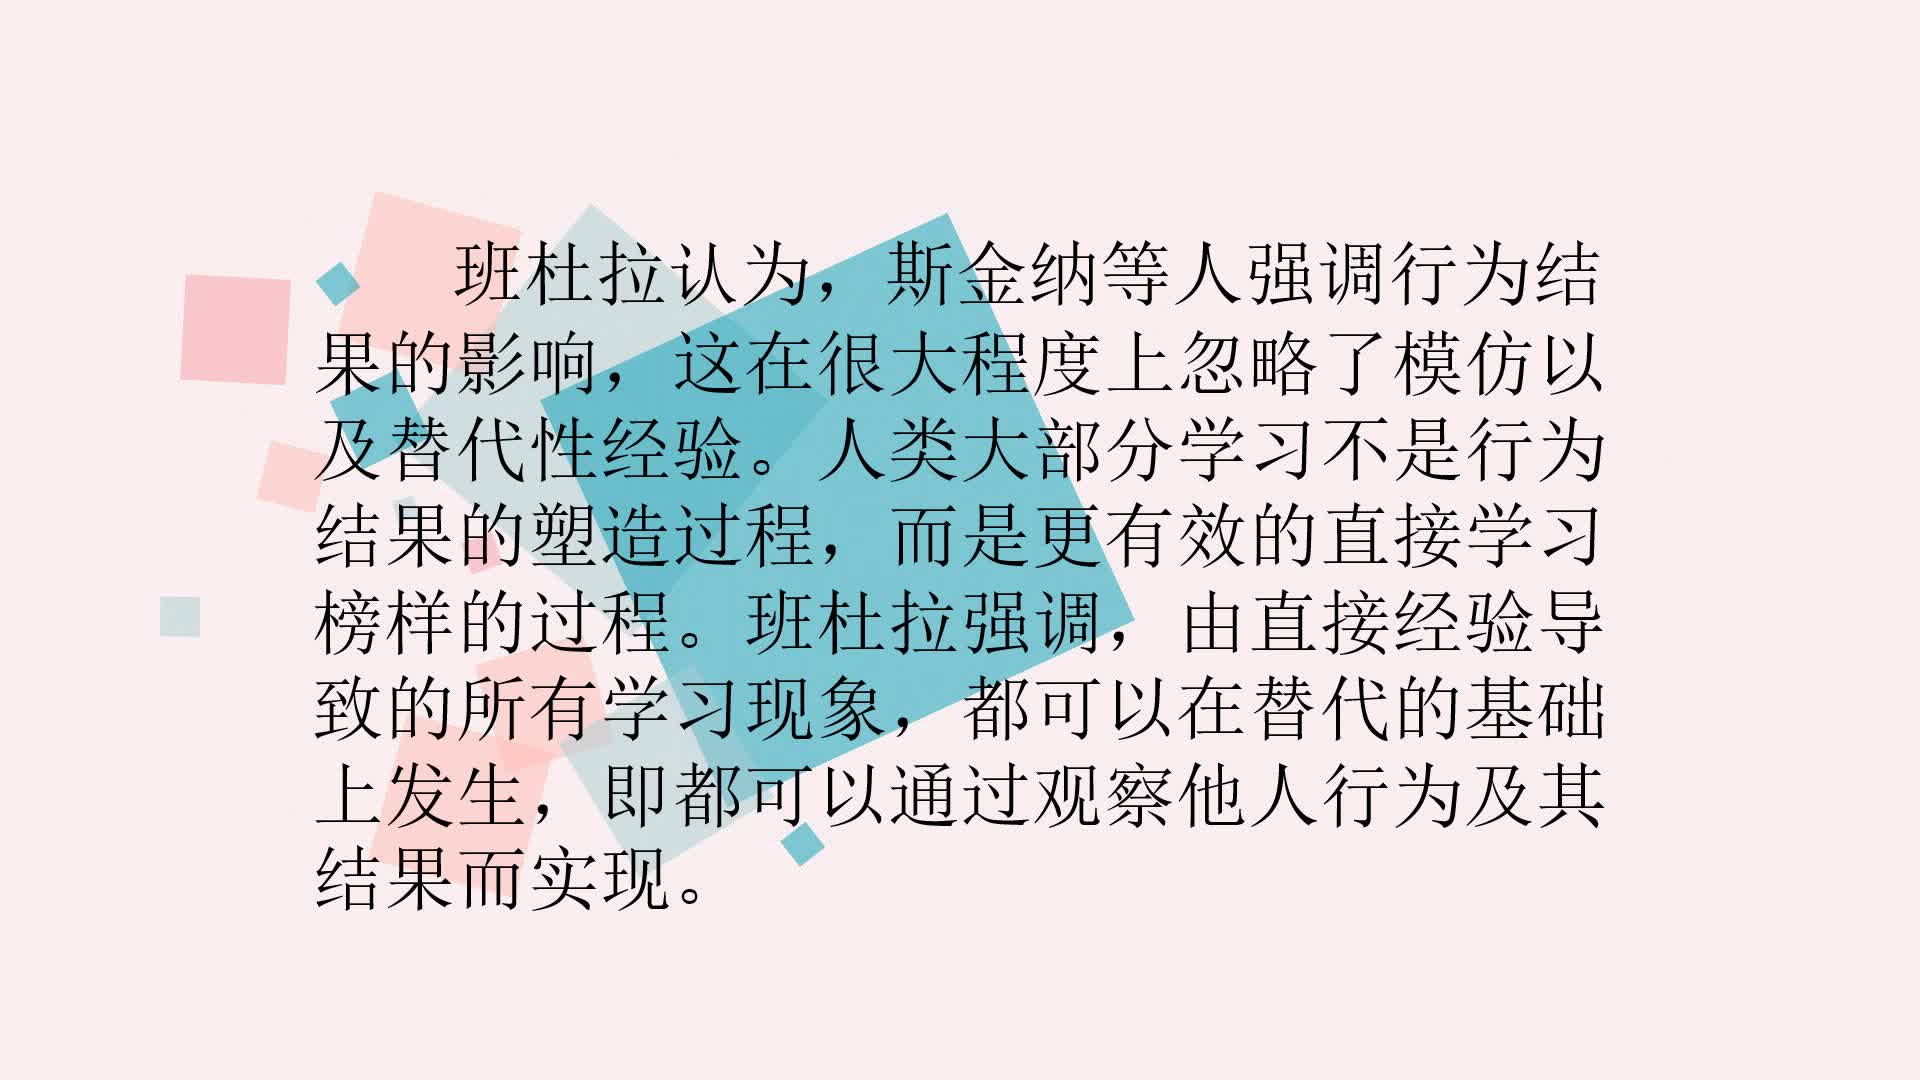 班杜拉认为，斯金纳等人强调行为结
果的影响，这在很大程度上忽略了模仿以
及替代性经验。人类大部分学习不是行为
结果的塑造过程，而是更有效的直接学习
榜样的过程。班杜拉强调，由直接经验导
致的所有学习现象，都可以在替代的基础
上发生，即都可以通过观察他人行为及其
结果而实现。